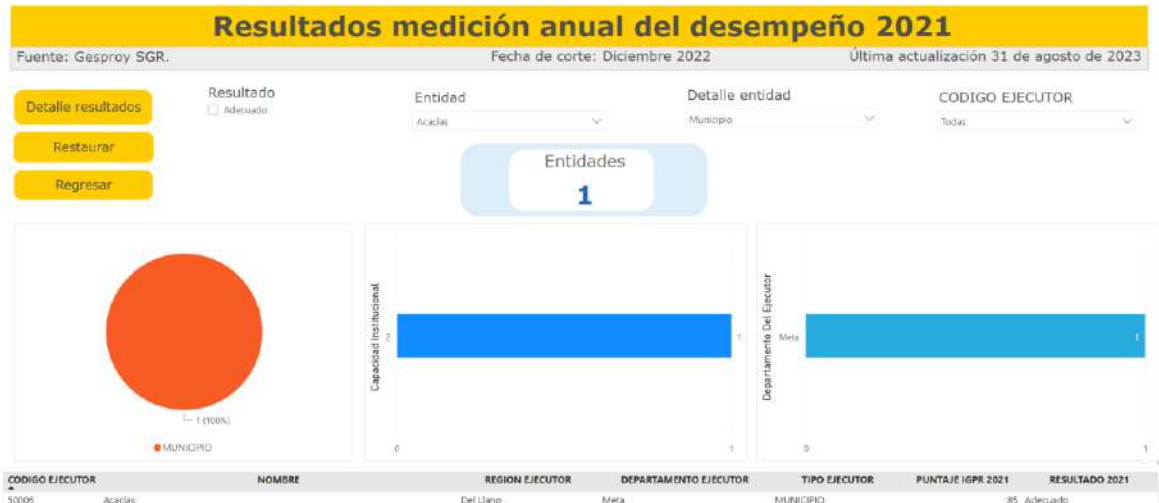 Resultados medición anual del desempeño 2021
Fuente: Gesproy SGR. Fecha de corte: Diciembre 2022 Última actualización 31 de agosto de 2023
Detalle resultados
Restaurar
Regresar
Resultado
Adecuado
Entidad
Acacías
Detalle entidad
Municipio
CODIGO EJECUTOR
Todas
Entidades
1
1 (100%)
MUNICIPIO
Capacidad Institucional
2
1
0 1
Departamento Del Ejecutor
Meta
1
0 1
CODIGO EJECUTOR NOMBRE REGION EJECUTOR DEPARTAMENTO EJECUTOR TIPO EJECUTOR PUNTAJE IGPR 2021 RESULTADO 2021
50006 Acacías Del Llano Meta MUNICIPIO 85 Adecuado